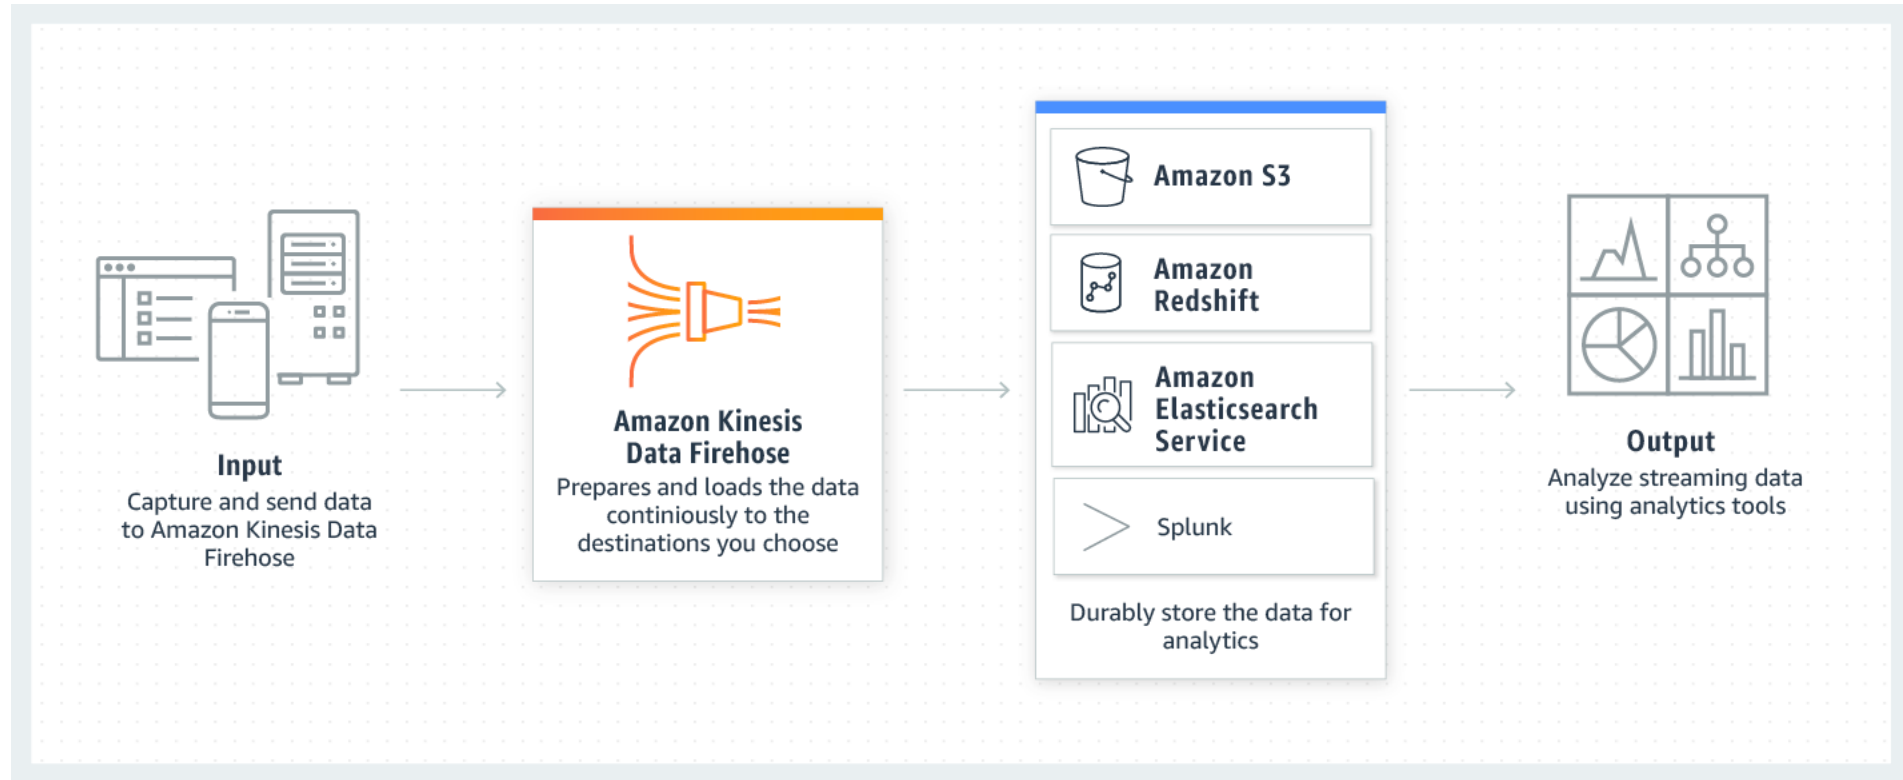 Input
Capture and send data
to Amazon Kinesis Data
Firehose
Amazon Kinesis
Data Firehose
Prepares and loads the data
continiously to the
destinations you choose
Amazon S3
Amazon
Redshift
Amazon
Elasticsearch
Service
Splunk
Durably store the data for
analytics
Output
Analyze streaming data
using analytics tools